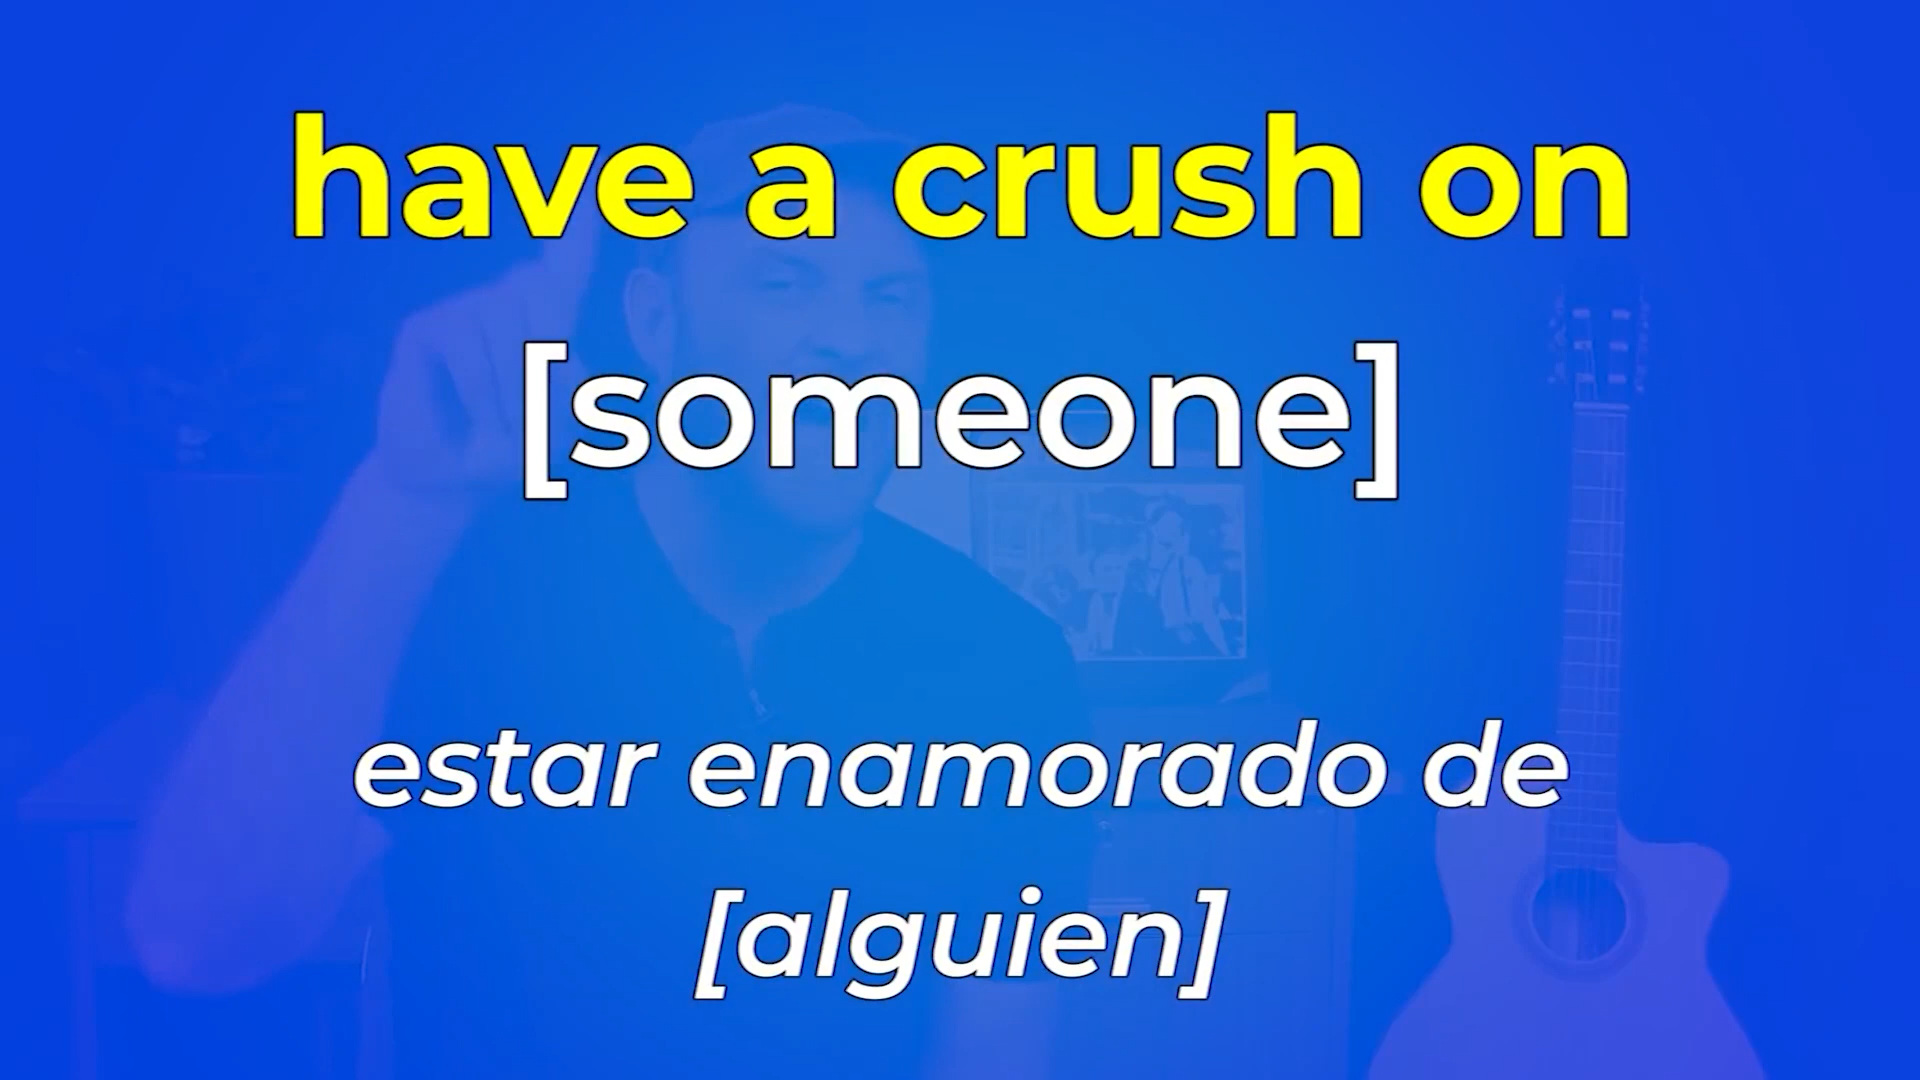 have a crush on
[someone]
estar enamorado de
[alguien]